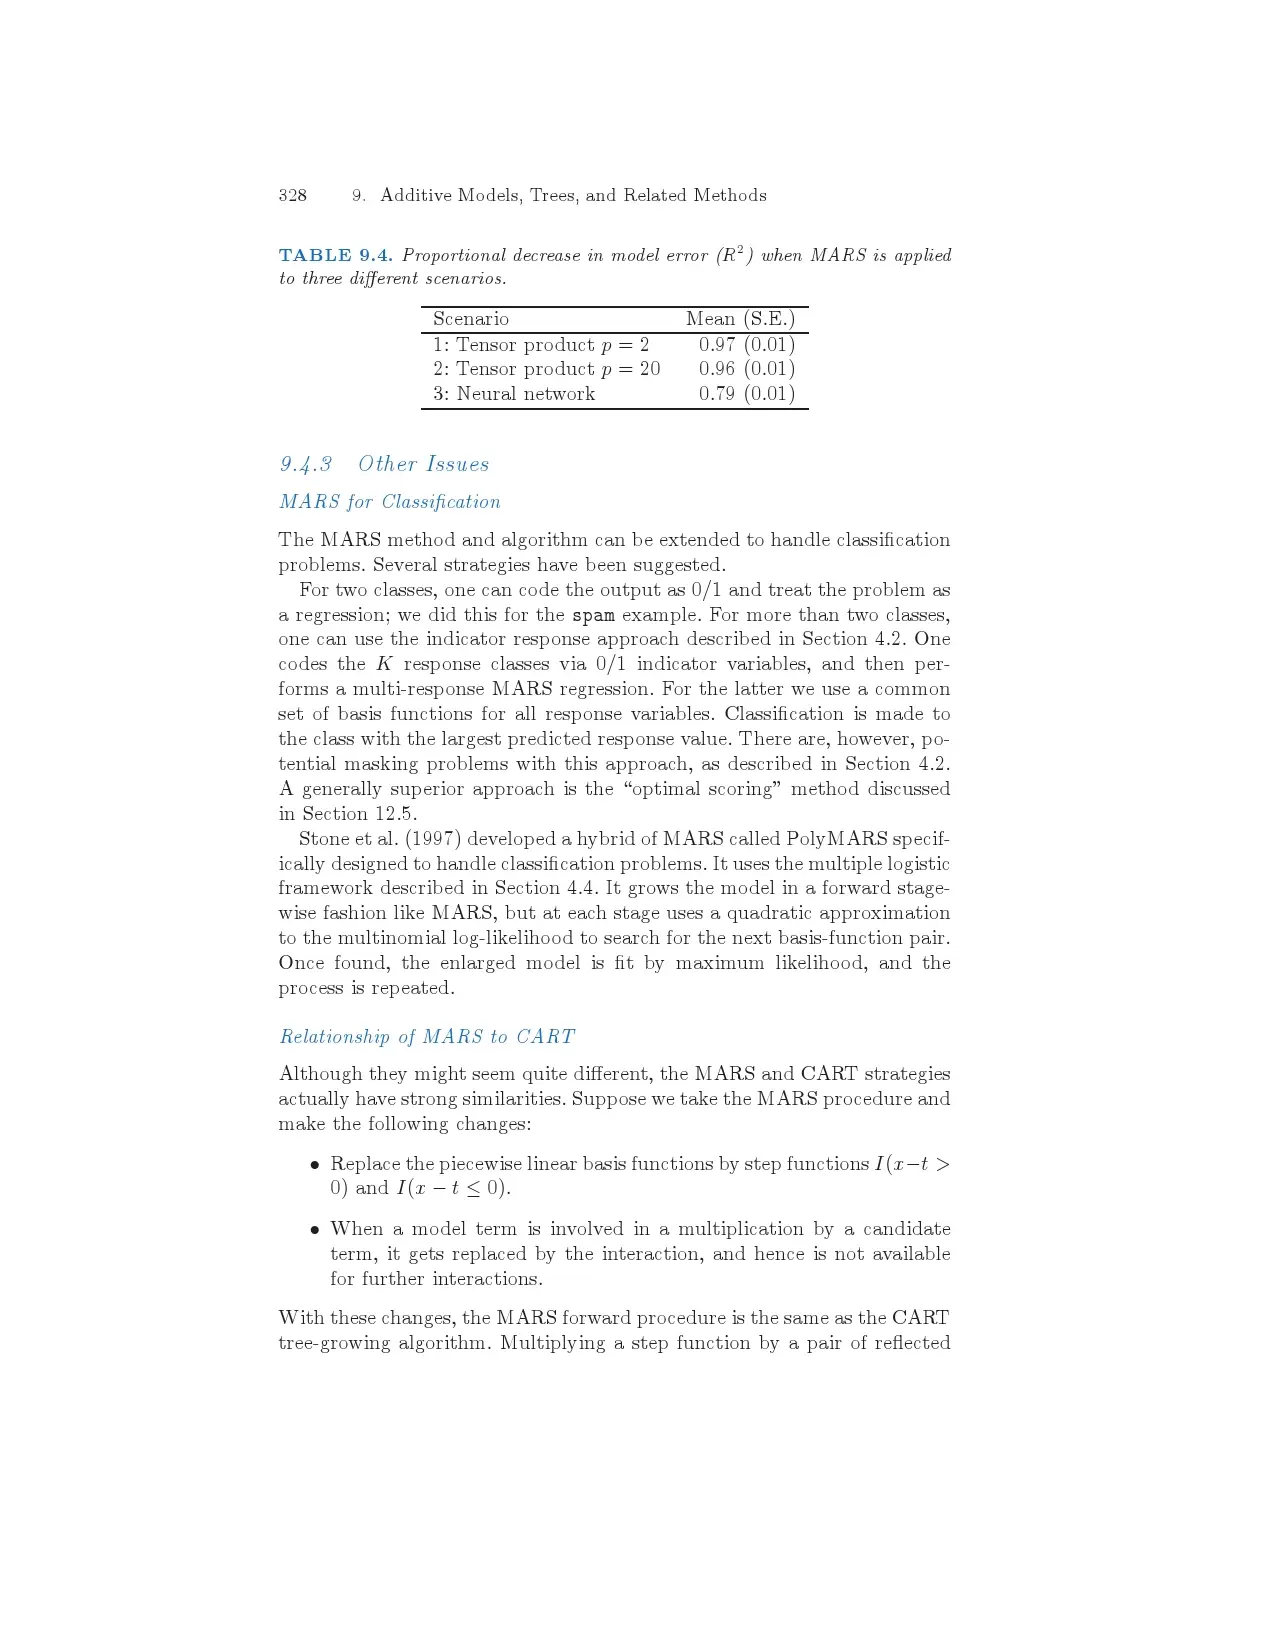 328 9. Additive Models, Trees, and Related Methods
TABLE 9.4. Proportional decrease in model error (R²) when MARS is applied
to three different scenarios.
Scenario Mean (S.E.)
1: Tensor product p = 2 0.97 (0.01)
2: Tensor product p = 20 0.96 (0.01)
3: Neural network 0.79 (0.01)
9.4.3 Other Issues
MARS for Classification
The MARS method and algorithm can be extended to handle classification
problems. Several strategies have been suggested.
For two classes, one can code the output as 0/1 and treat the problem as
a regression; we did this for the spam example. For more than two classes,
one can use the indicator response approach described in Section 4.2. One
codes the K response classes via 0/1 indicator variables, and then per-
forms a multi-response MARS regression. For the latter we use a common
set of basis functions for all response variables. Classification is made to
the class with the largest predicted response value. There are, however, po-
tential masking problems with this approach, as described in Section 4.2.
A generally superior approach is the “optimal scoring” method discussed
in Section 12.5.
Stone et al. (1997) developed a hybrid of MARS called PolyMARS specif-
ically designed to handle classification problems. It uses the multiple logistic
framework described in Section 4.4. It grows the model in a forward stage-
wise fashion like MARS, but at each stage uses a quadratic approximation
to the multinomial log-likelihood to search for the next basis-function pair.
Once found, the enlarged model is fit by maximum likelihood, and the
process is repeated.
Relationship of MARS to CART
Although they might seem quite different, the MARS and CART strategies
actually have strong similarities. Suppose we take the MARS procedure and
make the following changes:
• Replace the piecewise linear basis functions by step functions I(x−t >
0) and I(x − t ≤ 0).
• When a model term is involved in a multiplication by a candidate
term, it gets replaced by the interaction, and hence is not available
for further interactions.
With these changes, the MARS forward procedure is the same as the CART
tree-growing algorithm. Multiplying a step function by a pair of reflected